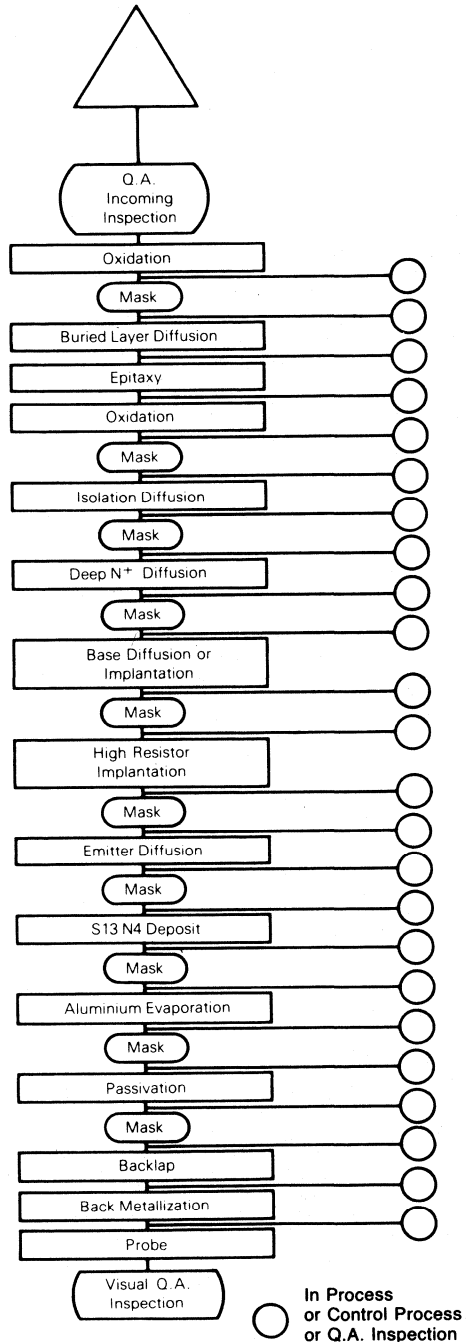 Q.A.
Incoming
Inspection
Oxidation
Mask
Buried Layer Diffusion
Epitaxy
Oxidation
Mask
Isolation Diffusion
Mask
Deep N+ Diffusion
Mask
Base Diffusion or
Implantation
Mask
High Resistor
Implantation
Mask
Emitter Diffusion
Mask
S13 N4 Deposit
Mask
Aluminium Evaporation
Mask
Passivation
Mask
Backlap
Back Metallization
Probe
Visual Q.A.
Inspection
In Process
or Control Process
or Q.A. Inspection